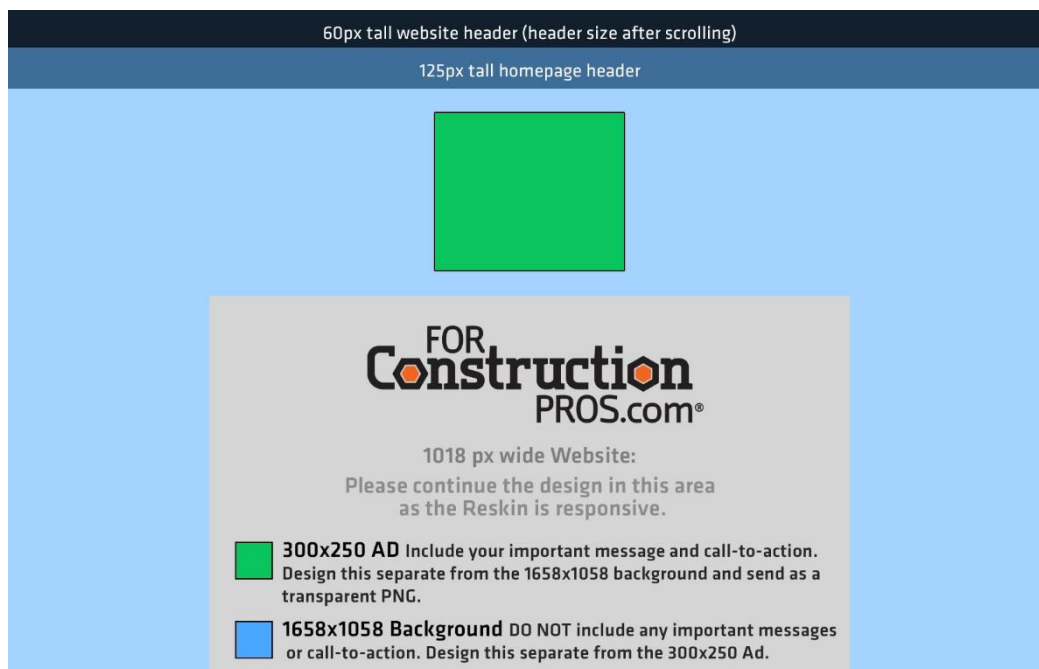 60px tall website header (header size after scrolling)
125px tall homepage header
FOR
Construction
PROS.com®
1018 px wide Website:
Please continue the design in this area
as the Reskin is responsive.
300x250 AD Include your important message and call-to-action.
Design this separate from the 1658x1058 background and send as a
transparent PNG.
1658x1058 Background DO NOT include any important messages
or call-to-action. Design this separate from the 300x250 Ad.